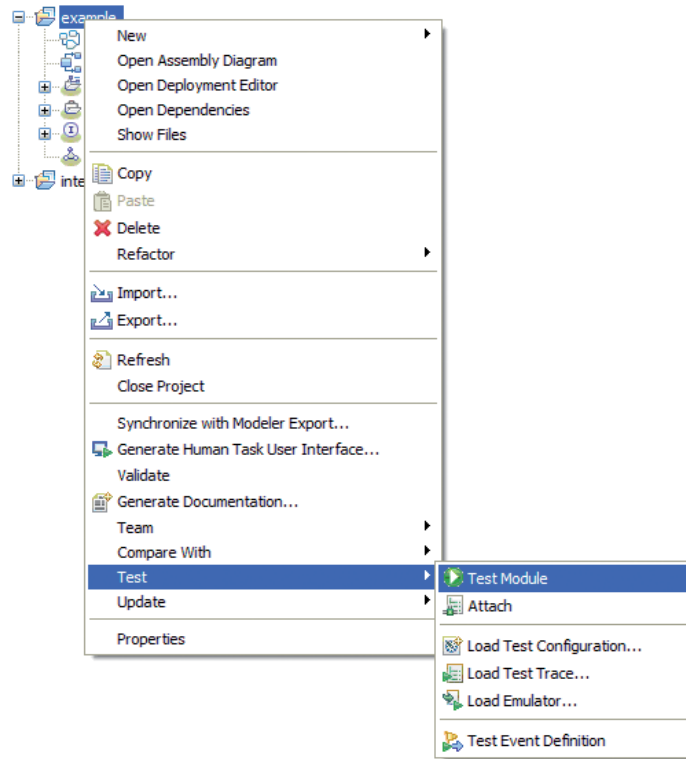 example
New
Open Assembly Diagram
Open Deployment Editor
Open Dependencies
Show Files
inte
Copy
Paste
Delete
Refactor
Import...
Export...
Refresh
Close Project
Synchronize with Modeler Export...
Generate Human Task User Interface...
Validate
Generate Documentation...
Team
Compare With
Test
Update
Properties
Test Module
Attach
Load Test Configuration...
Load Test Trace...
Load Emulator...
Test Event Definition